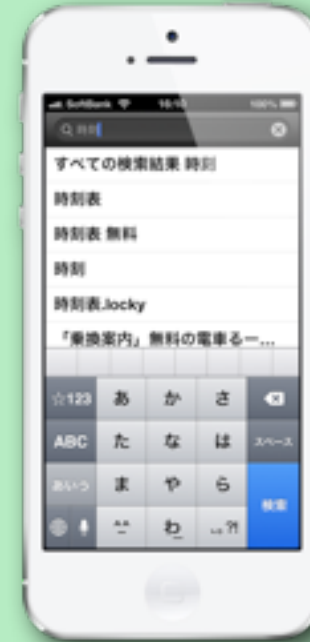 SoftBank 16:10 100%
時刻
すべての検索結果 時刻
時刻表
時刻表 無料
時刻
時刻表.locky
「乗換案内」無料の電車るー...
☆123 あ か さ
ABC た な は スペース
あいう ま や ら 検索
^^ わ 、。?!